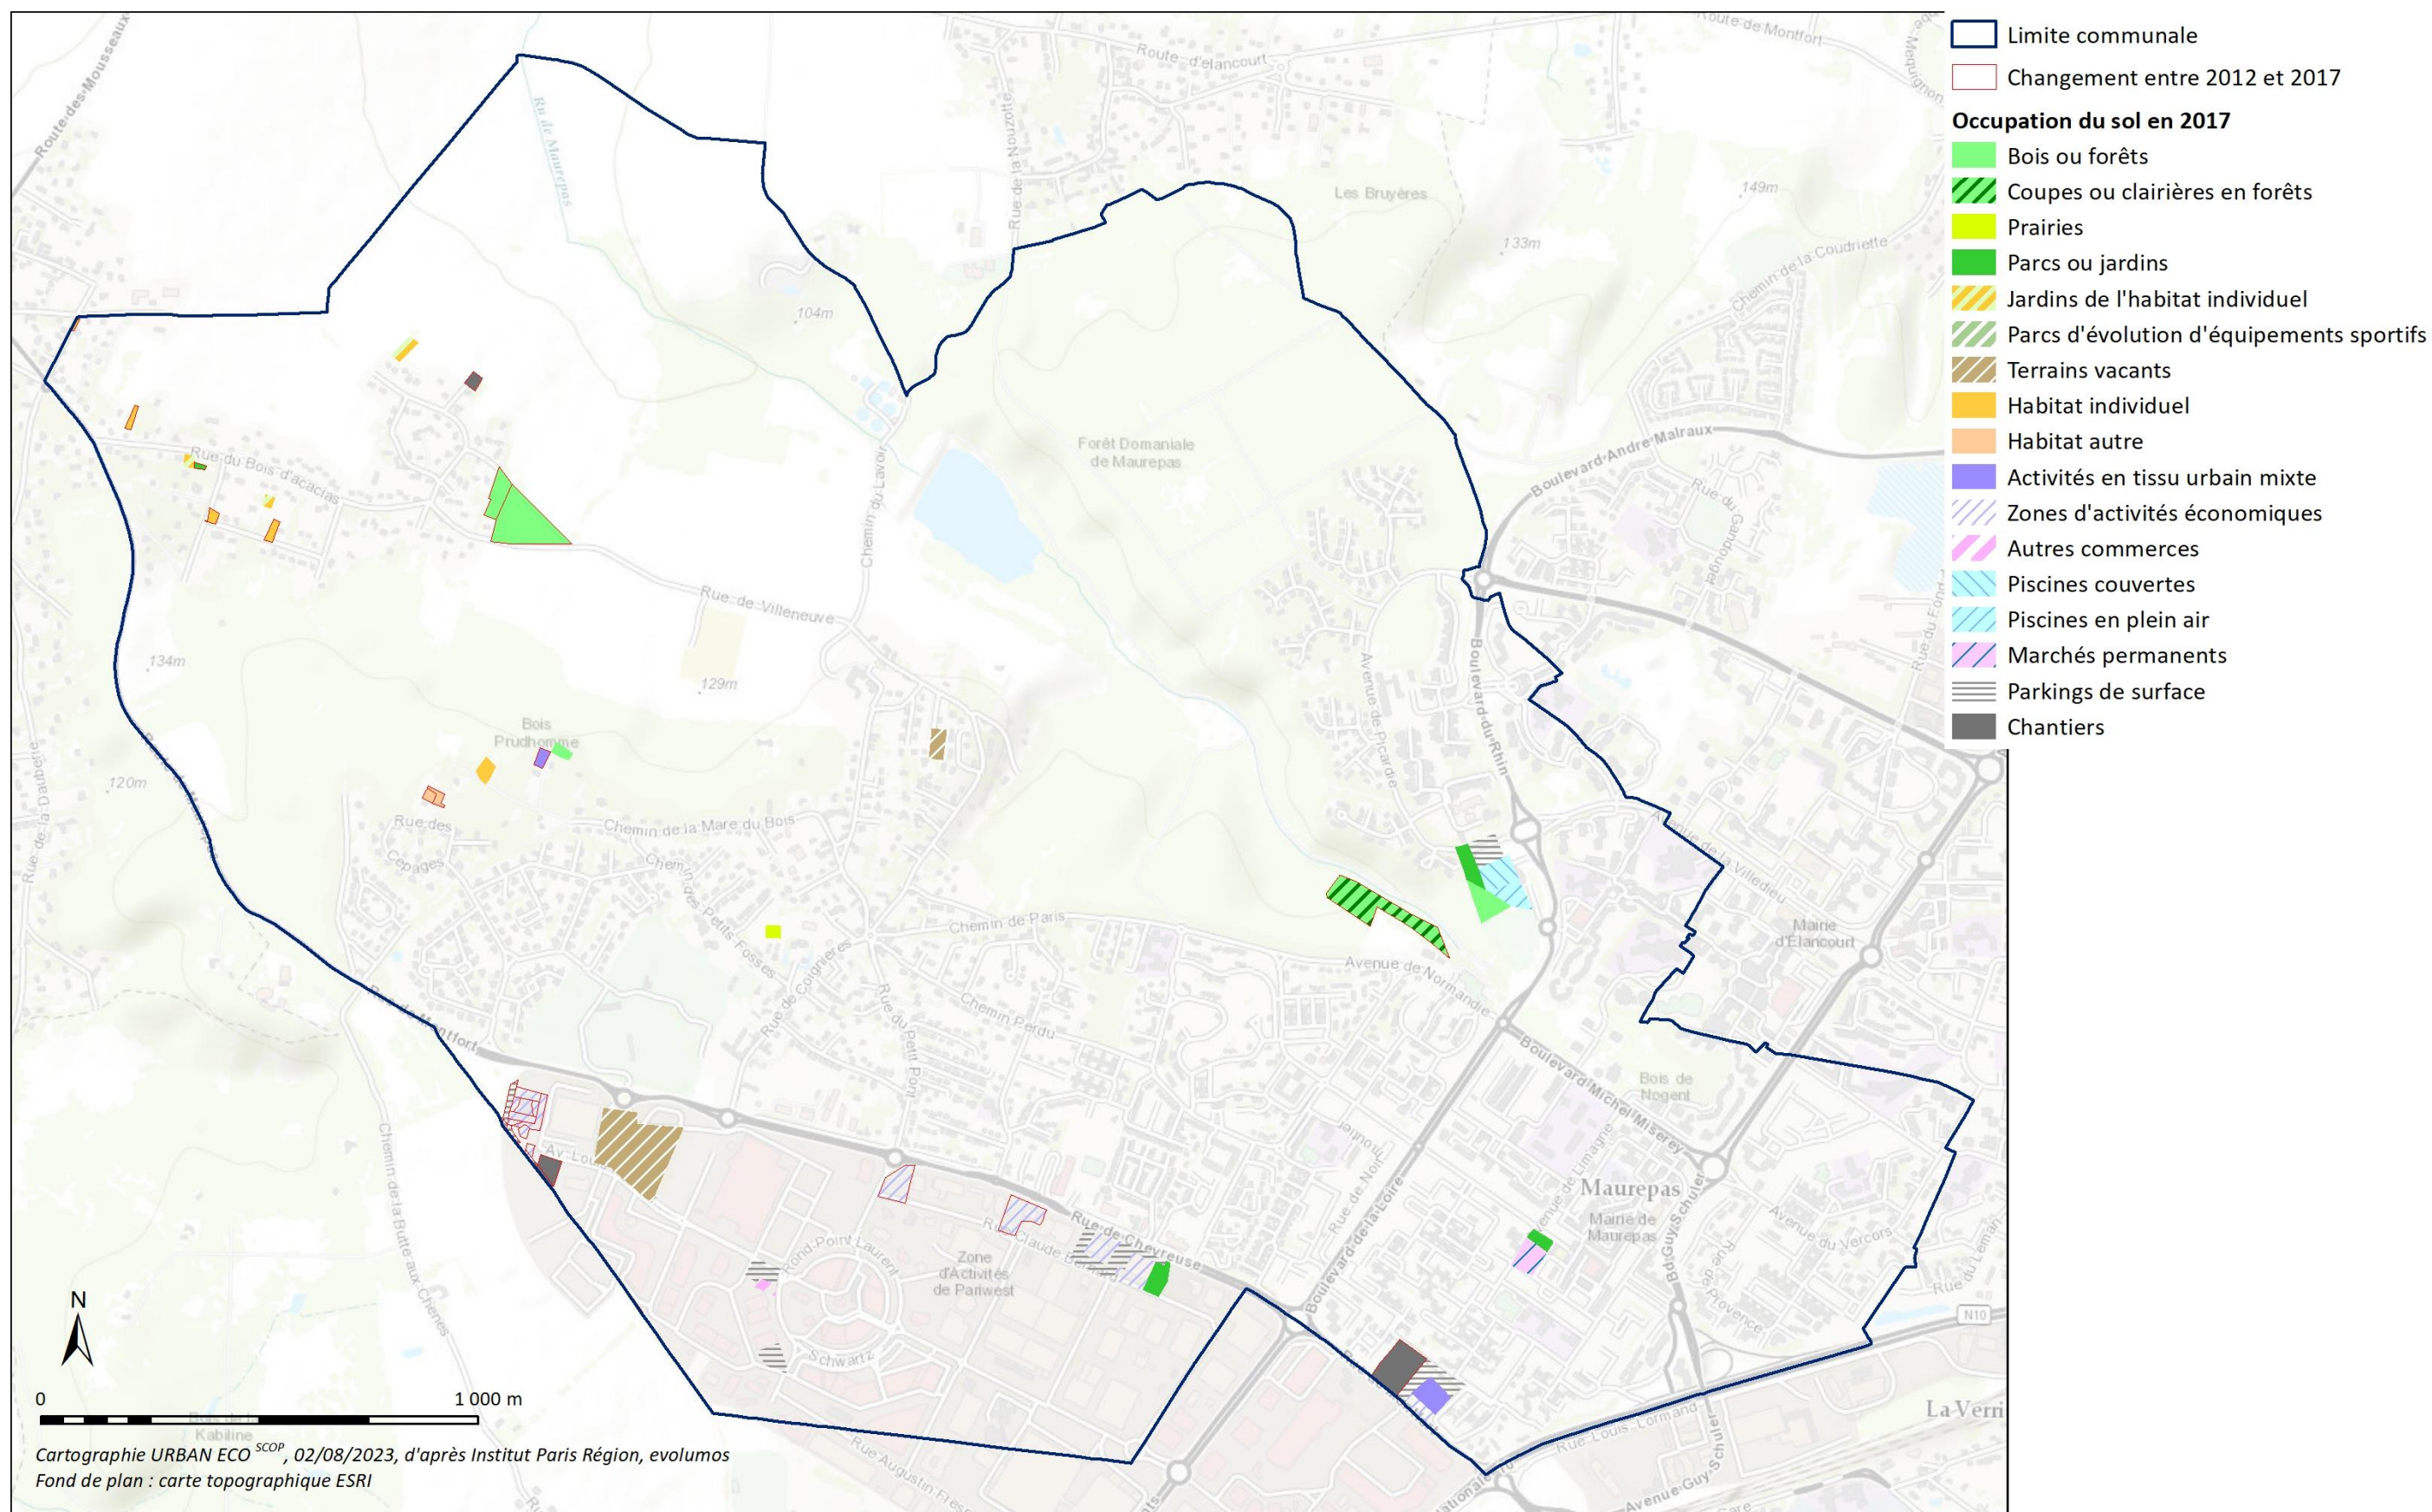 Limite communale
Changement entre 2012 et 2017
Occupation du sol en 2017
Bois ou forêts
Coupes ou clairières en forêts
Prairies
Parcs ou jardins
Jardins de l'habitat individuel
Parcs d'évolution d'équipements sportifs
Terrains vacants
Habitat individuel
Habitat autre
Activités en tissu urbain mixte
Zones d'activités économiques
Autres commerces
Piscines couvertes
Piscines en plein air
Marchés permanents
Parkings de surface
Chantiers
Route-des-Mousseaux
Route-d'elancourt
Route-de-Montfort
Ru de Maurepas
Rue-de-la Nouzotte
Les Bruyères
149m
133m
Chemin-de-la-Coudriette
104m
Forêt Domaniale
de Maurepas
Boulevard-Andre-Malraux
Rue-du-Gandouget
Rue-du-Bois-d'acacias
Chemin du Lavoir
Rue-de-Villeneuve
134m
129m
Avenue-de-Picardie
Boulevard-du-Rhin
Bois
Prudhomme
120m
Rue des
Cépages
Chemin-de-la-Mare du Bois
Chemin des Petits Fossés
Chemin-de-Paris
Rue-de-Coignières
Avenue-de-la-Villedieu
Mairie
d'Élancourt
Avenue de Normandie
Rue-de-Montfort
Chemin Perdu
Rue du Petit Pont
Boulevard-Michel-Miserey
Bois de
Nogent
Chemin-de-la-Butte-aux-Chênes
Rue-de-Chevreuse
Rond-Point Laurent
Schwartz
Zone
d'Activités
de Pariwest
Boulevard-de-la-Loire
Maurepas
Mairie de
Maurepas
Bd-Guy-Schuler
Avenue-du-Vercors
Rue-de-Provence
Rue du Leman
N10
La Verri
Rue-Louis-Lormand
Avenue-Guy-Schuler
N
0 1 000 m
Kabiline
Cartographie URBAN ECO SCOP, 02/08/2023, d'après Institut Paris Région, evolumos
Fond de plan : carte topographique ESRI